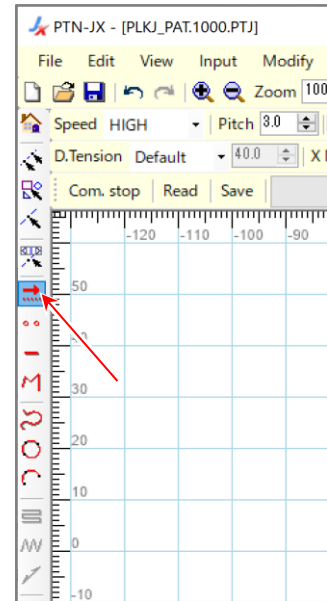 PTN-JX - [PLKJ_PAT.1000.PTJ]
File Edit View Input Modify
Zoom 100
Speed HIGH Pitch 3.0
D.Tension Default 40.0 X
Com. stop Read Save
-120 -110 -100 -90
50
30
20
10
0
-10